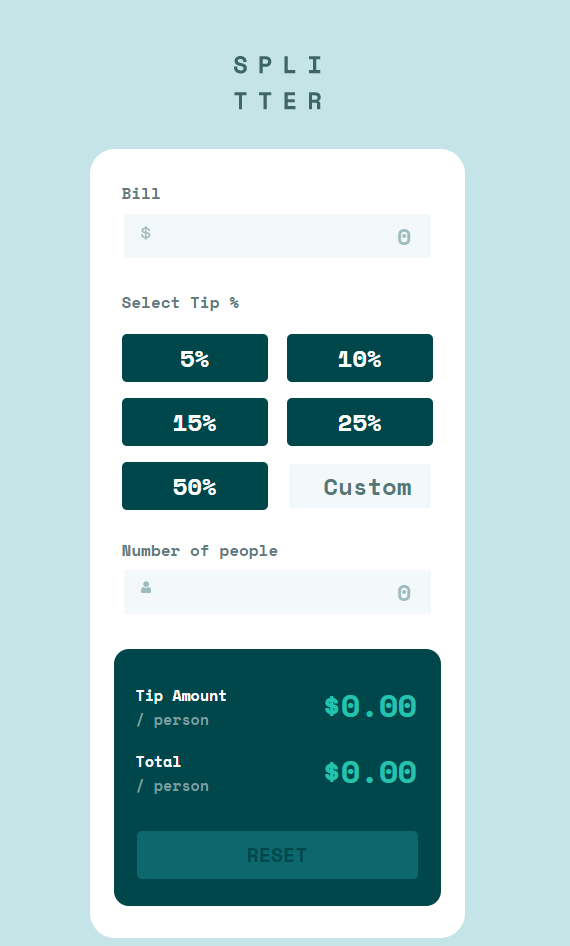 SPLI
TTER
Bill
$ 0
Select Tip %
5% 10%
15% 25%
50% Custom
Number of people
0
Tip Amount
/ person
$0.00
Total
/ person
$0.00
RESET